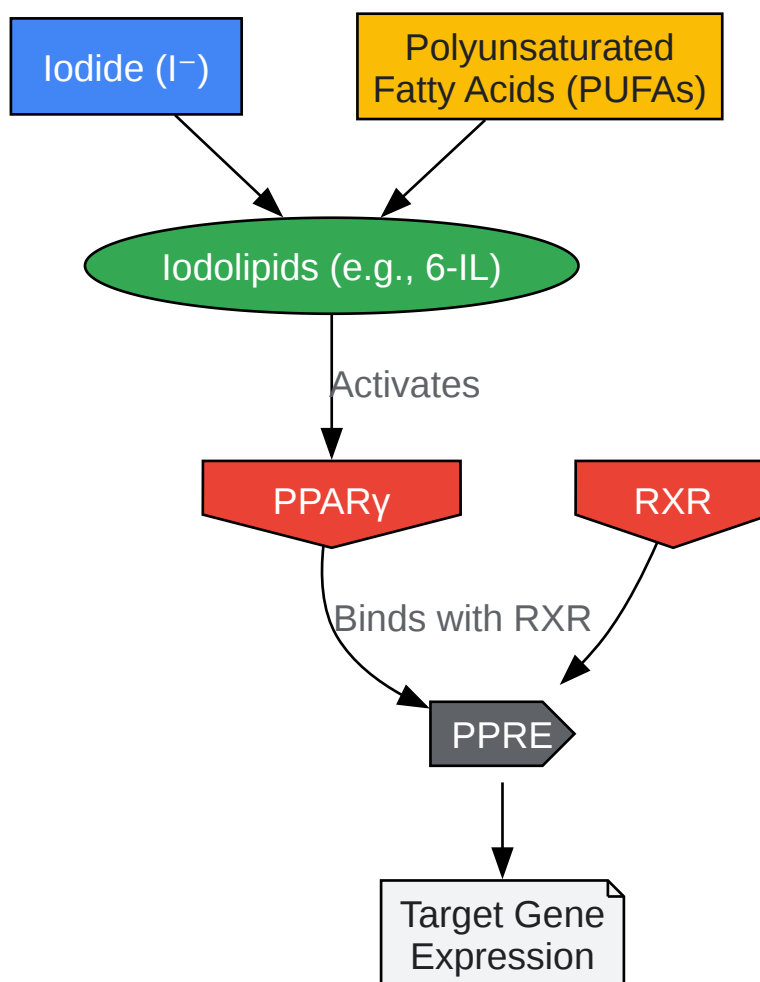 Iodide (I⁻)
Polyunsaturated
Fatty Acids (PUFAs)
Iodolipids (e.g., 6-IL)
Activates
PPARγ
RXR
Binds with RXR
PPRE
Target Gene
Expression